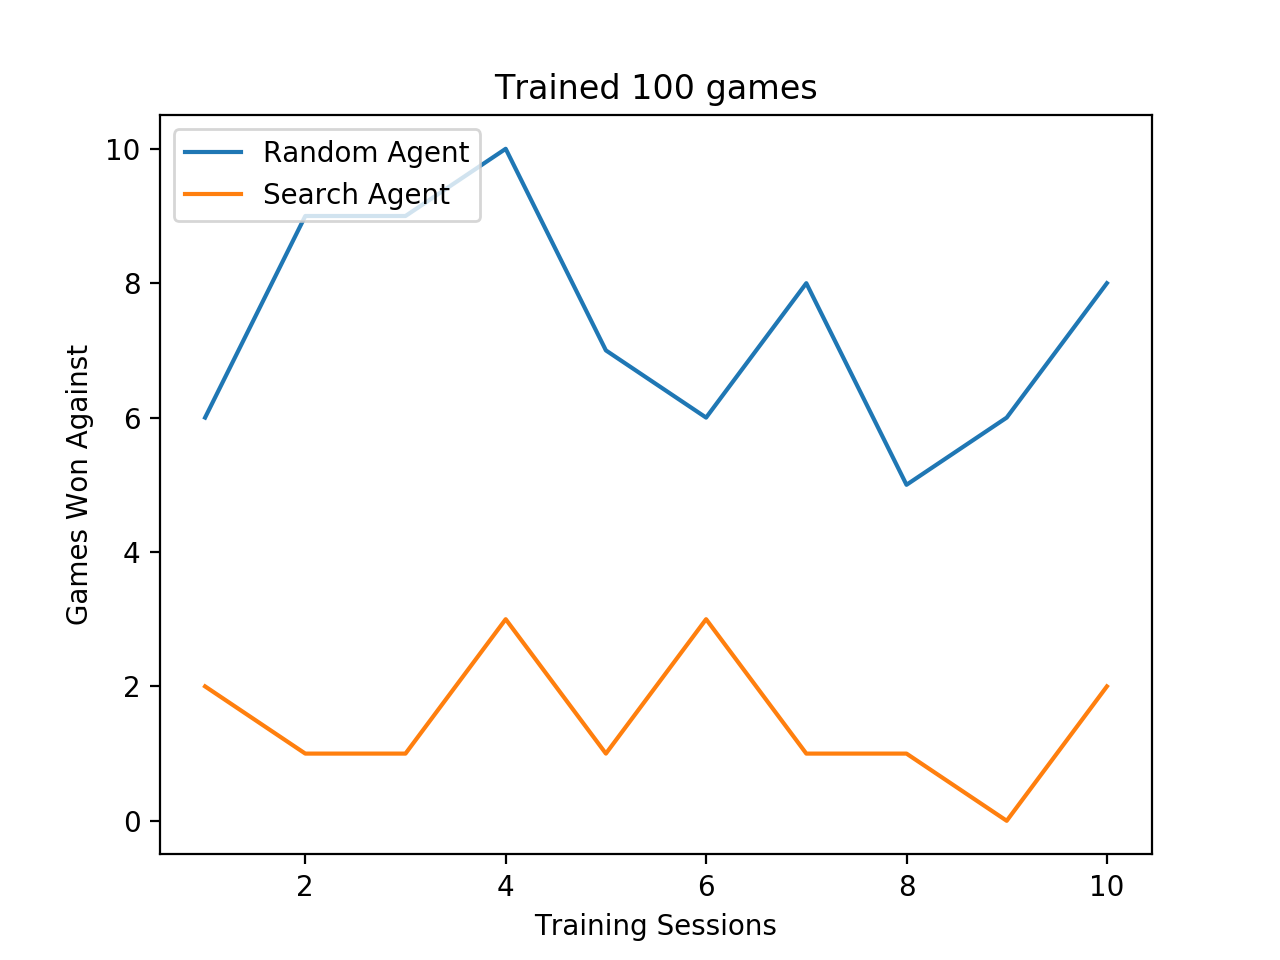 Trained 100 games
Random Agent
Search Agent
Games Won Against
10
8
6
4
2
0
2 4 6 8 10
Training Sessions